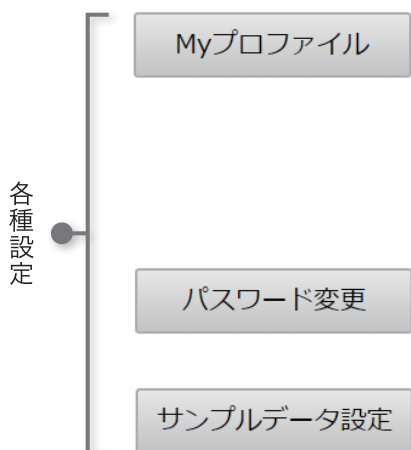 Myプロファイル
各種設定
パスワード変更
サンプルデータ設定